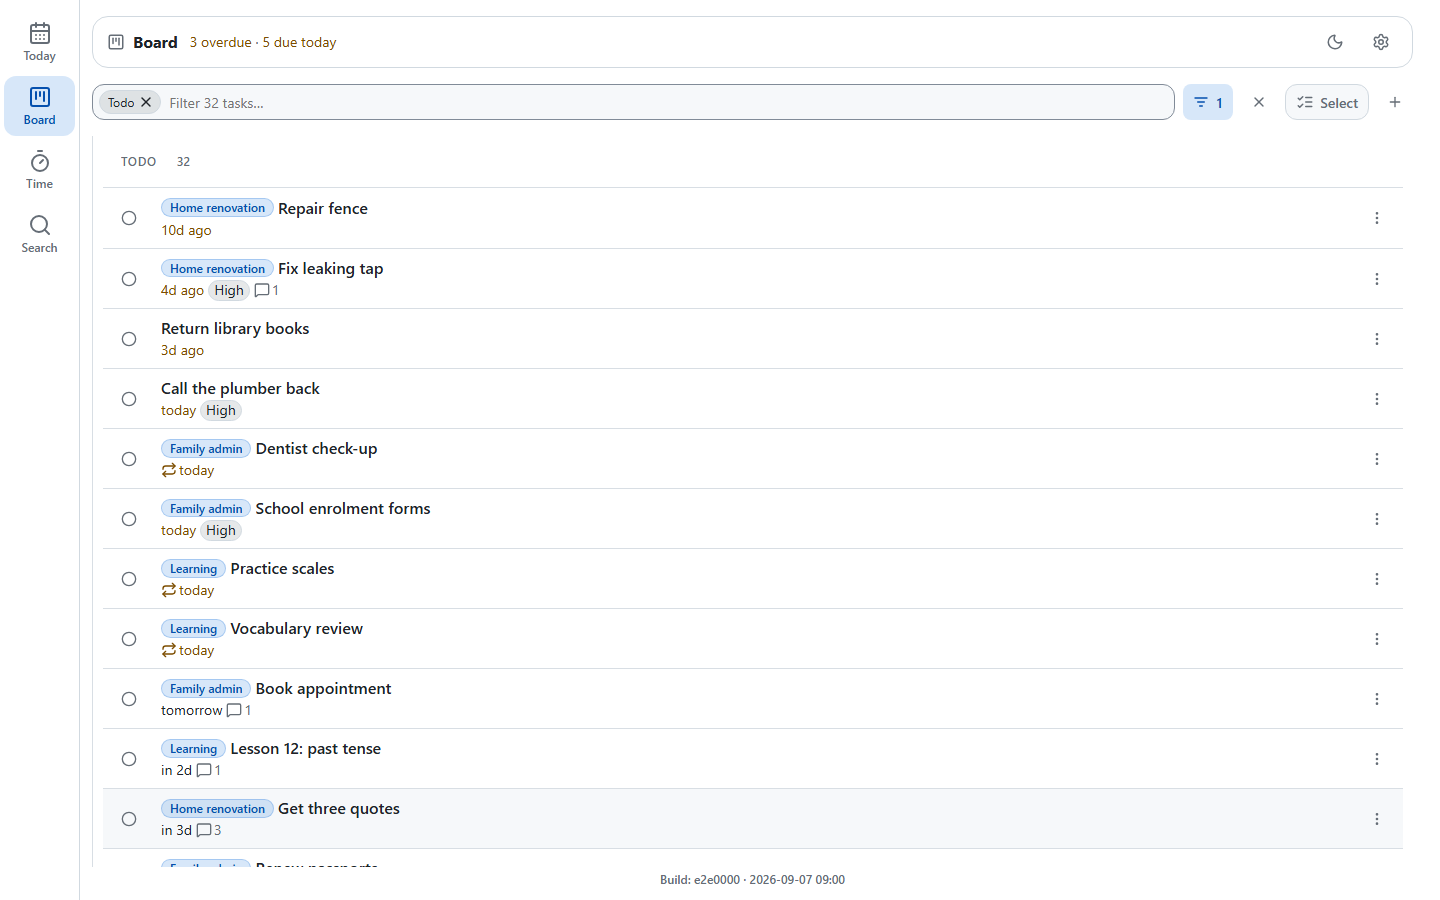 Today
Board
Time
Search
Board 3 overdue · 5 due today
Todo Filter 32 tasks... 1 Select
TODO 32
Home renovation Repair fence
10d ago
Home renovation Fix leaking tap
4d ago High 1
Return library books
3d ago
Call the plumber back
today High
Family admin Dentist check-up
today
Family admin School enrolment forms
today High
Learning Practice scales
today
Learning Vocabulary review
today
Family admin Book appointment
tomorrow 1
Learning Lesson 12: past tense
in 2d 1
Home renovation Get three quotes
in 3d 3
Build: e2e0000 · 2026-09-07 09:00